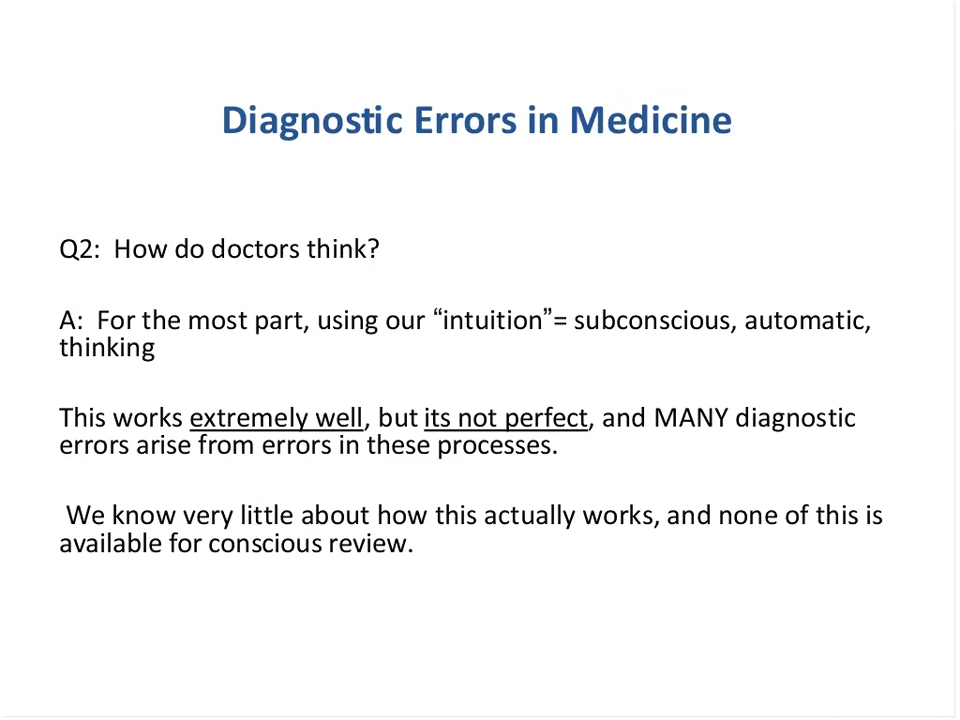 Diagnostic Errors in Medicine
Q2:  How do doctors think?
A:  For the most part, using our “intuition”= subconscious, automatic,
thinking
This works extremely well, but its not perfect, and MANY diagnostic
errors arise from errors in these processes.
We know very little about how this actually works, and none of this is
available for conscious review.